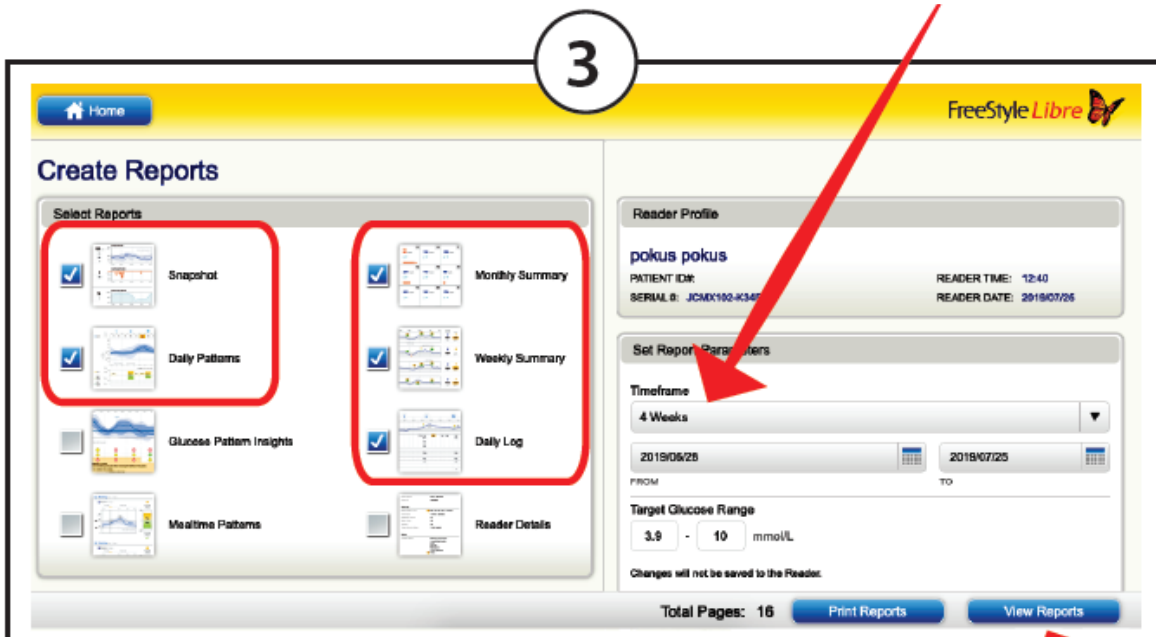 3
Home
FreeStyle Libre
Create Reports
Select Reports
Snapshot
Monthly Summary
Daily Patterns
Weekly Summary
Glucose Pattern Insights
Daily Log
Mealtime Patterns
Reader Details
Reader Profile
pokus pokus
PATIENT ID#:
READER TIME: 12:40
SERIAL #:
READER DATE: 2019/07/26
Set Report Parameters
Timeframe
4 Weeks
2019/06/28
2019/07/25
FROM
TO
Target Glucose Range
3.9 - 10 mmol/L
Changes will not be saved to the Reader.
Total Pages: 16
Print Reports
View Reports